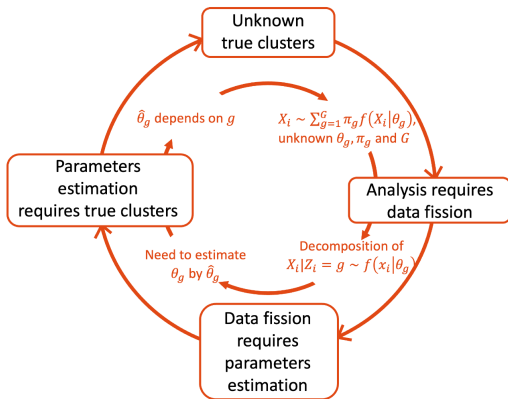 Unknown
true clusters
θ̂_g depends on g
X_i ~ ∑_{g=1}^{G} π_g f(X_i|θ_g),
unknown θ_g, π_g and G
Parameters
estimation
requires true clusters
Analysis requires
data fission
Need to estimate
θ_g by θ̂_g
Decomposition of
X_i|Z_i = g ~ f(x_i|θ_g)
Data fission
requires
parameters
estimation